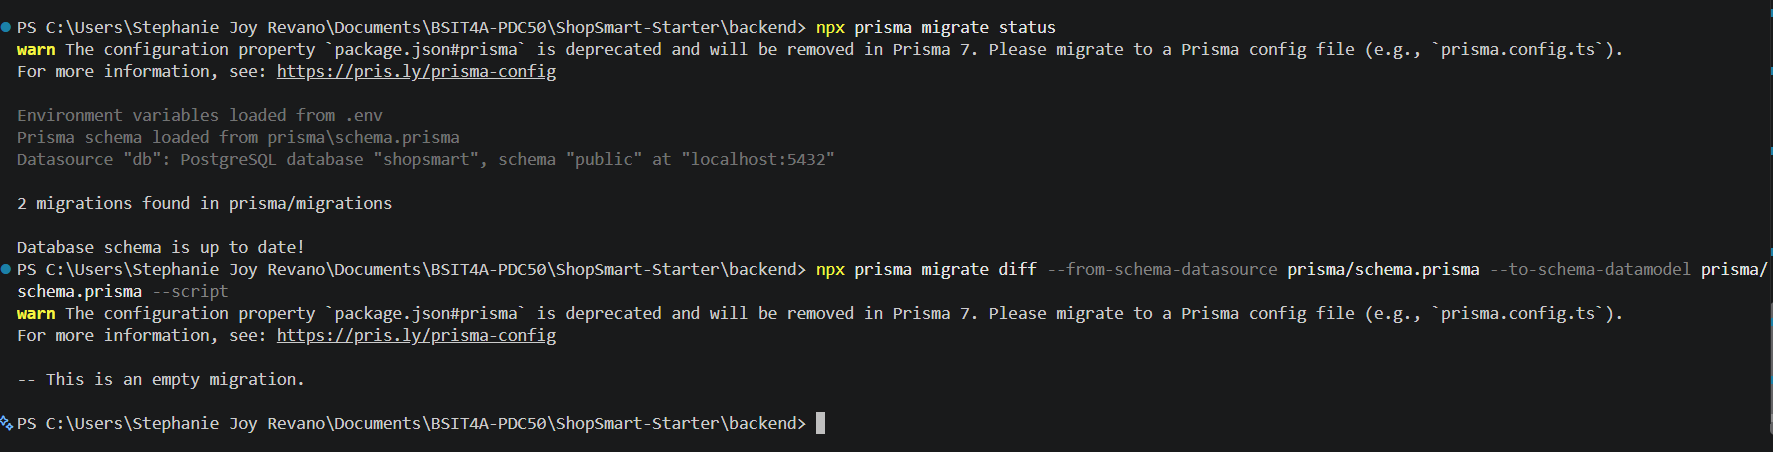 PS C:\Users\Stephanie Joy Revano\Documents\BSIT4A-PDC50\ShopSmart-Starter\backend> npx prisma migrate status
warn The configuration property `package.json#prisma` is deprecated and will be removed in Prisma 7. Please migrate to a Prisma config file (e.g., `prisma.config.ts`).
For more information, see: https://pris.ly/prisma-config
Environment variables loaded from .env
Prisma schema loaded from prisma\schema.prisma
Datasource "db": PostgreSQL database "shopsmart", schema "public" at "localhost:5432"
2 migrations found in prisma/migrations
Database schema is up to date!
PS C:\Users\Stephanie Joy Revano\Documents\BSIT4A-PDC50\ShopSmart-Starter\backend> npx prisma migrate diff --from-schema-datasource prisma/schema.prisma --to-schema-datamodel prisma/
schema.prisma --script
warn The configuration property `package.json#prisma` is deprecated and will be removed in Prisma 7. Please migrate to a Prisma config file (e.g., `prisma.config.ts`).
For more information, see: https://pris.ly/prisma-config
-- This is an empty migration.
PS C:\Users\Stephanie Joy Revano\Documents\BSIT4A-PDC50\ShopSmart-Starter\backend>